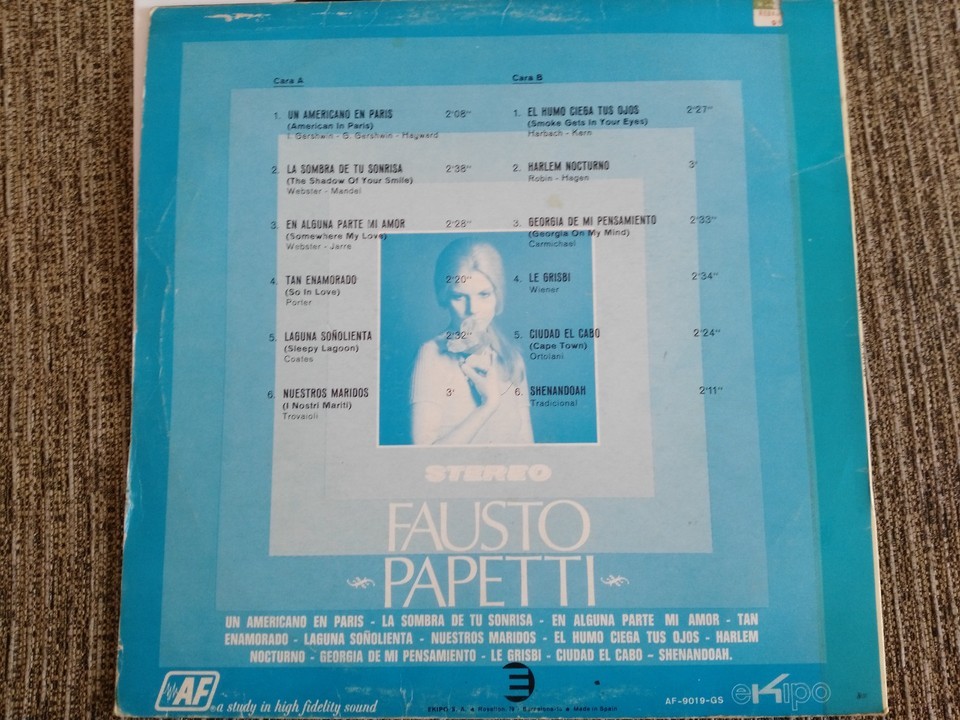 Cara A
1. UN AMERICANO EN PARIS 2'08"
(American In Paris)
I. Gershwin - G. Gershwin - Hayward
2. LA SOMBRA DE TU SONRISA 2'38"
(The Shadow Of Your Smile)
Webster - Mandel
3. EN ALGUNA PARTE MI AMOR 2'28"
(Somewhere My Love)
Webster - Jarre
4. TAN ENAMORADO 2'20"
(So In Love)
Porter
5. LAGUNA SOÑOLIENTA 2'32"
(Sleepy Lagoon)
Coates
6. NUESTROS MARIDOS 3'
(I Nostri Mariti)
Trovaioli
Cara B
1. EL HUMO CIEGA TUS OJOS 2'27"
(Smoke Gets In Your Eyes)
Harbach - Kern
2. HARLEM NOCTURNO 3'
Robin - Hagen
3. GEORGIA DE MI PENSAMIENTO 2'33"
(Georgia On My Mind)
Carmichael
4. LE GRISBI 2'34"
Wiener
5. CIUDAD EL CABO 2'24"
(Cape Town)
Ortolani
6. SHENANDOAH 2'11"
Tradicional
STEREO
FAUSTO
PAPETTI
UN AMERICANO EN PARIS - LA SOMBRA DE TU SONRISA - EN ALGUNA PARTE MI AMOR - TAN
ENAMORADO - LAGUNA SOÑOLIENTA - NUESTROS MARIDOS - EL HUMO CIEGA TUS OJOS - HARLEM
NOCTURNO - GEORGIA DE MI PENSAMIENTO - LE GRISBI - CIUDAD EL CABO - SHENANDOAH.
AF
a study in high fidelity sound
EKIPO S. A. Made in Spain
AF-9019-GS
eKipo